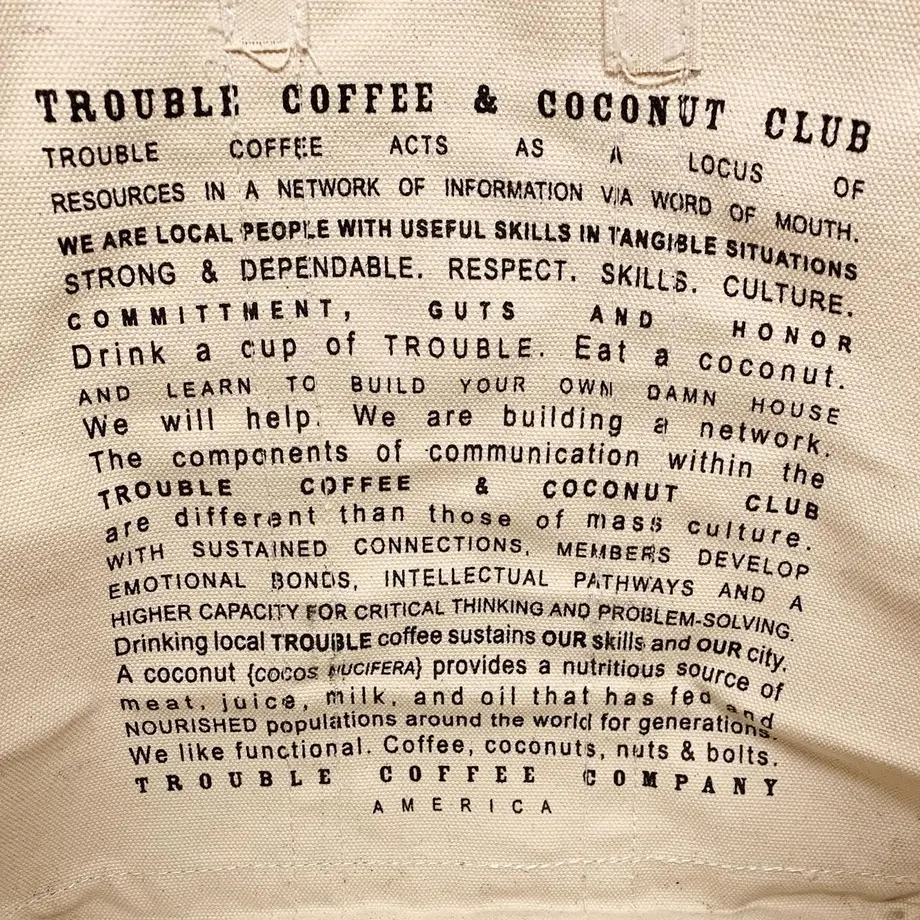 TROUBLE COFFEE & COCONUT CLUB
TROUBLE COFFEE ACTS AS A LOCUS OF
RESOURCES IN A NETWORK OF INFORMATION VIA WORD OF MOUTH.
WE ARE LOCAL PEOPLE WITH USEFUL SKILLS IN TANGIBLE SITUATIONS
STRONG & DEPENDABLE. RESPECT. SKILLS. CULTURE.
COMMITTMENT, GUTS AND HONOR
Drink a cup of TROUBLE. Eat a coconut.
AND LEARN TO BUILD YOUR OWN DAMN HOUSE
We will help. We are building a network.
The components of communication within the
TROUBLE COFFEE & COCONUT CLUB
are different than those of mass culture.
WITH SUSTAINED CONNECTIONS, MEMBERS DEVELOP
EMOTIONAL BONDS, INTELLECTUAL PATHWAYS AND A
HIGHER CAPACITY FOR CRITICAL THINKING AND PROBLEM-SOLVING.
Drinking local TROUBLE coffee sustains OUR skills and OUR city.
A coconut {COCOS NUCIFERA} provides a nutritious source of
meat, juice, milk, and oil that has fed and
NOURISHED populations around the world for generations.
We like functional. Coffee, coconuts, nuts & bolts.
TROUBLE COFFEE COMPANY
AMERICA